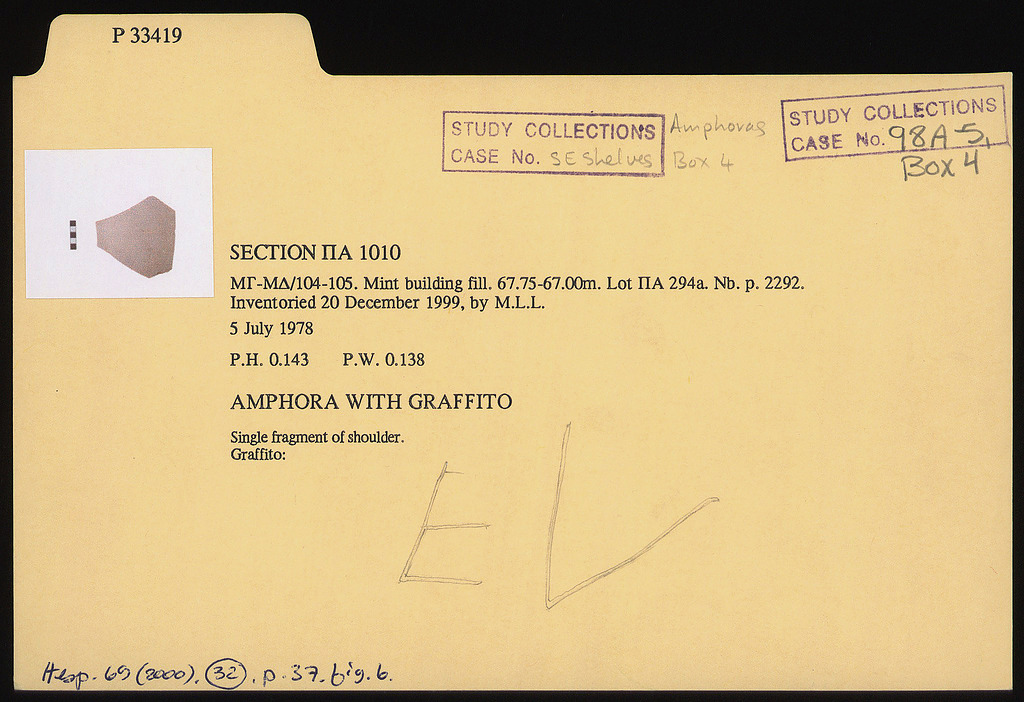 P 33419
STUDY COLLECTIONS
CASE No. SE Shelves
Amphoras
Box 4
STUDY COLLECTIONS
CASE No. 98A-5,
Box 4
SECTION ΠΑ 1010
ΜΓ-ΜΔ/104-105. Mint building fill. 67.75-67.00m. Lot ΠΑ 294a. Nb. p. 2292.
Inventoried 20 December 1999, by M.L.L.
5 July 1978
P.H. 0.143 P.W. 0.138
AMPHORA WITH GRAFFITO
Single fragment of shoulder.
Graffito:
E V
Hesp. 69 (2000), 32, p. 37. fig. 6.